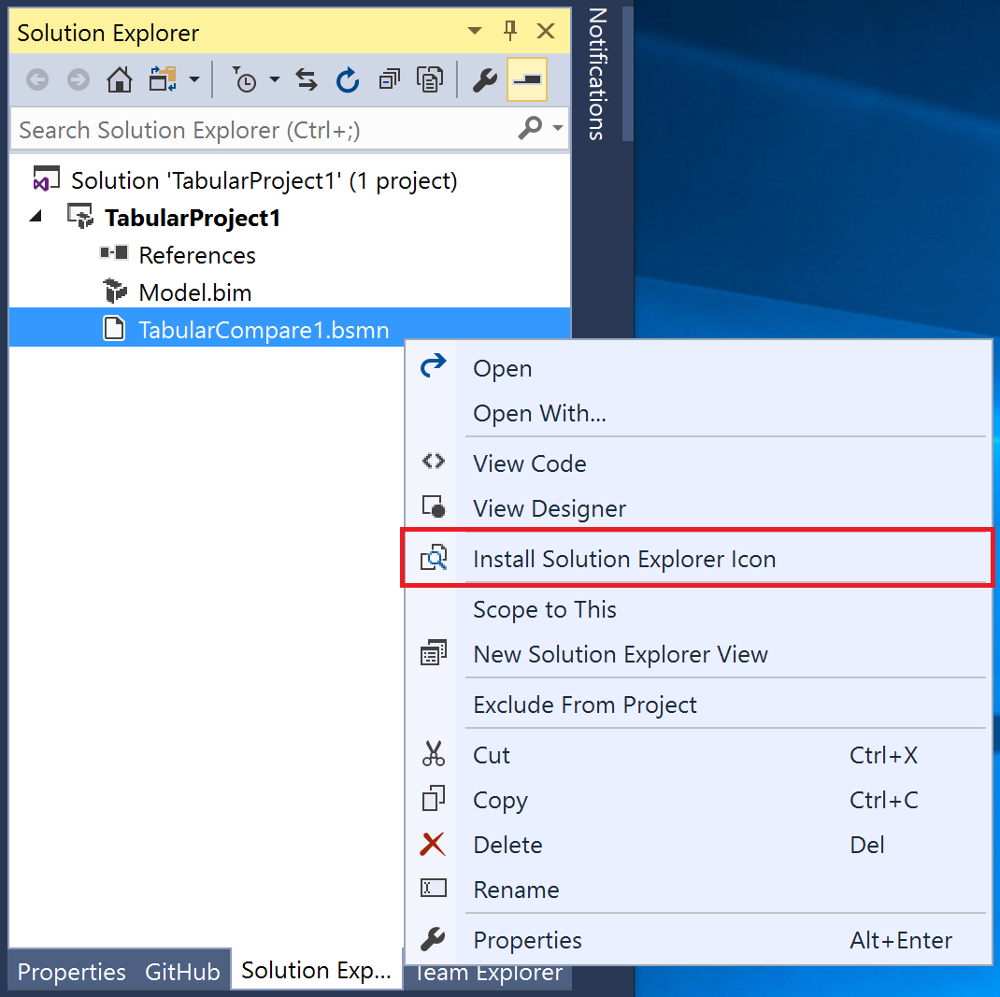 Solution Explorer
Notifications
Search Solution Explorer (Ctrl+;)
Solution 'TabularProject1' (1 project)
TabularProject1
References
Model.bim
TabularCompare1.bsmn
Open
Open With...
View Code
View Designer
Install Solution Explorer Icon
Scope to This
New Solution Explorer View
Exclude From Project
Cut Ctrl+X
Copy Ctrl+C
Delete Del
Rename
Properties Alt+Enter
Properties GitHub Solution Exp... Team Explorer